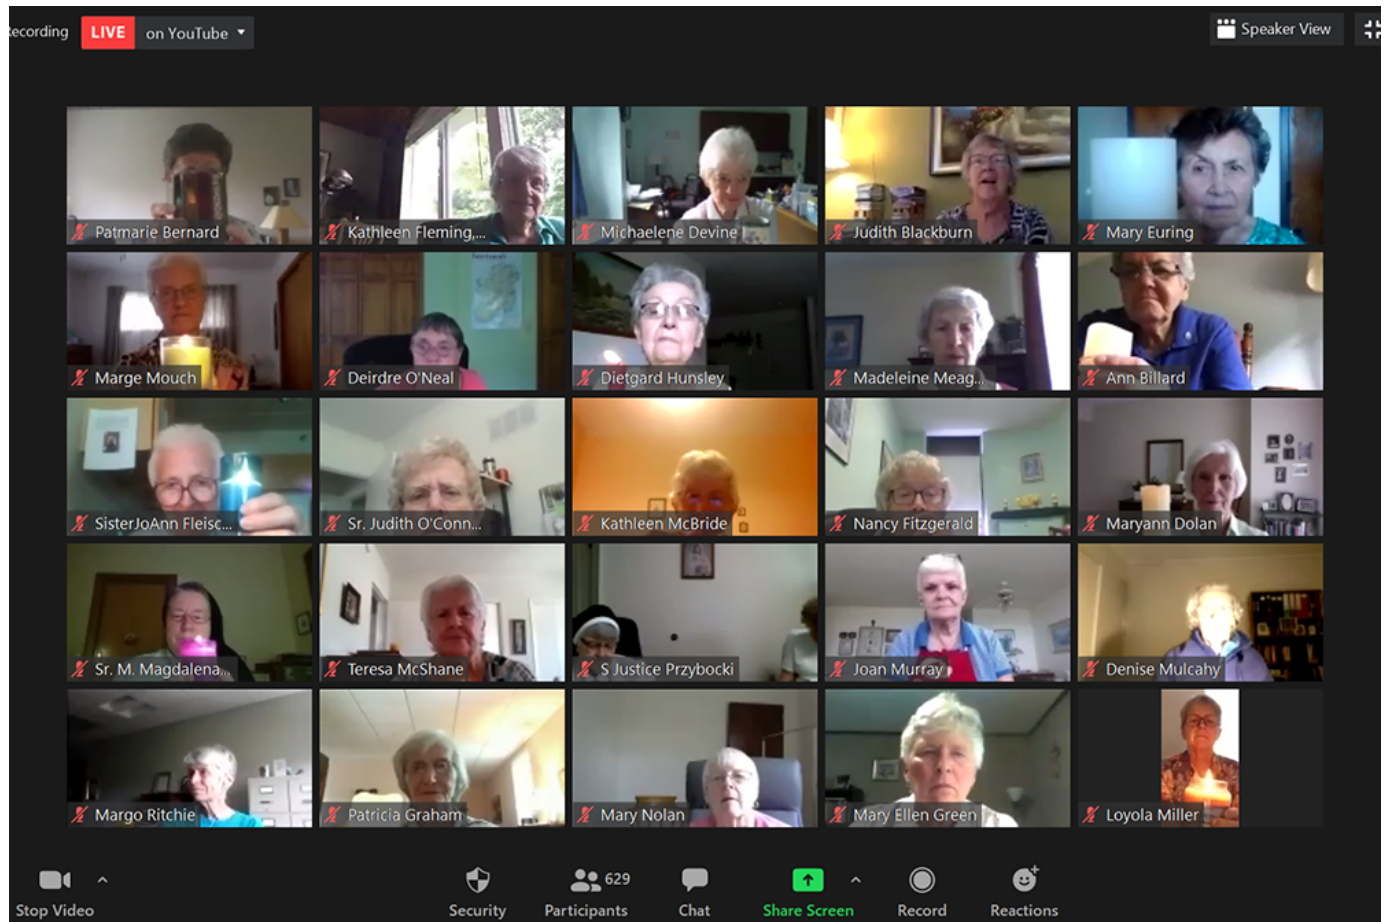 Recording LIVE on YouTube Speaker View
Patmarie Bernard
Kathleen Fleming,...
Michaelene Devine
Judith Blackburn
Mary Euring
Marge Mouch
Deirdre O'Neal
Dietgard Hunsley
Madeleine Meag...
Ann Billard
SisterJoAnn Fleisc...
Sr. Judith O'Conn...
Kathleen McBride
Nancy Fitzgerald
Maryann Dolan
Sr. M. Magdalena...
Teresa McShane
S Justice Przybocki
Joan Murray
Denise Mulcahy
Margo Ritchie
Patricia Graham
Mary Nolan
Mary Ellen Green
Loyola Miller
629
Stop Video
Security
Participants
Chat
Share Screen
Record
Reactions